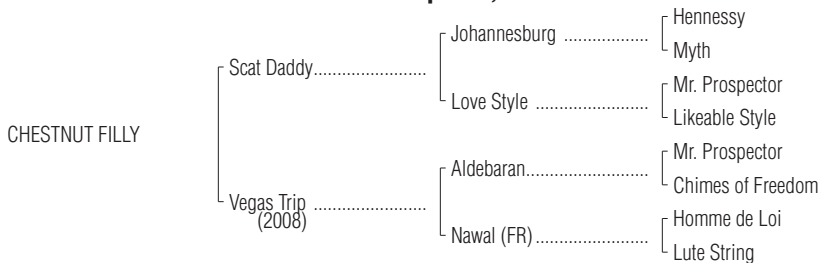 Hennessy
Johannesburg ..................
Myth
Scat Daddy........................
Mr. Prospector
Love Style ........................
Likeable Style
CHESTNUT FILLY
Mr. Prospector
Aldebaran..........................
Chimes of Freedom
Vegas Trip ........................
(2008)
Homme de Loi
Nawal (FR)........................
Lute String